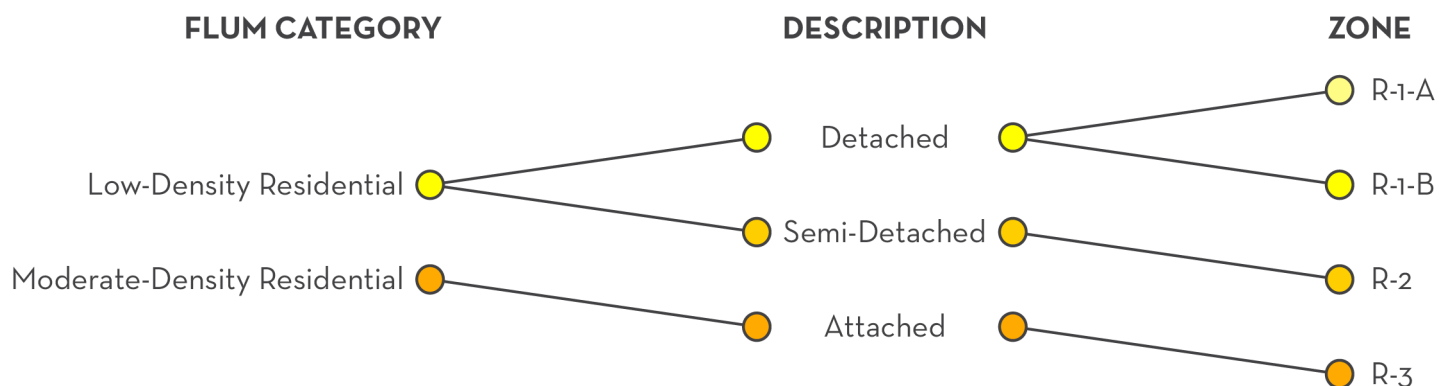 FLUM CATEGORY
DESCRIPTION
ZONE
R-1-A
Detached
Low-Density Residential
R-1-B
Semi-Detached
Moderate-Density Residential
R-2
Attached
R-3